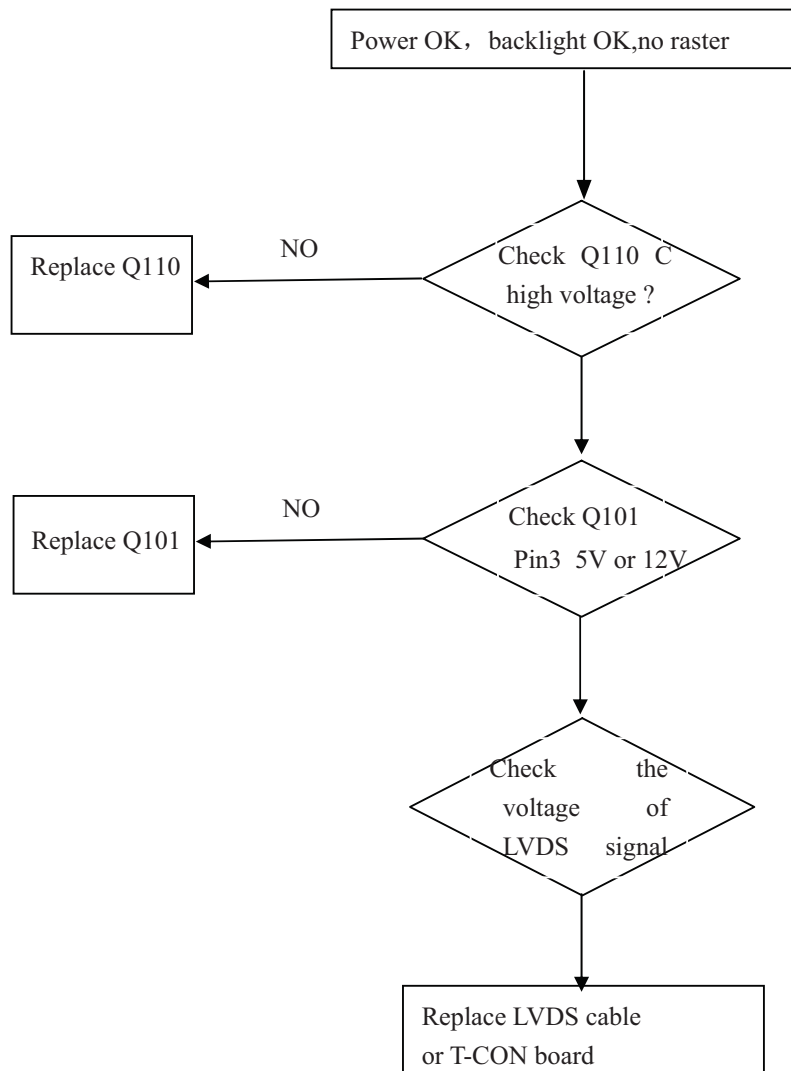 Power OK，backlight OK,no raster
NO
Replace Q110
Check Q110 C
high voltage ?
NO
Replace Q101
Check Q101
Pin3 5V or 12V
Check the
voltage of
LVDS signal
Replace LVDS cable
or T-CON board